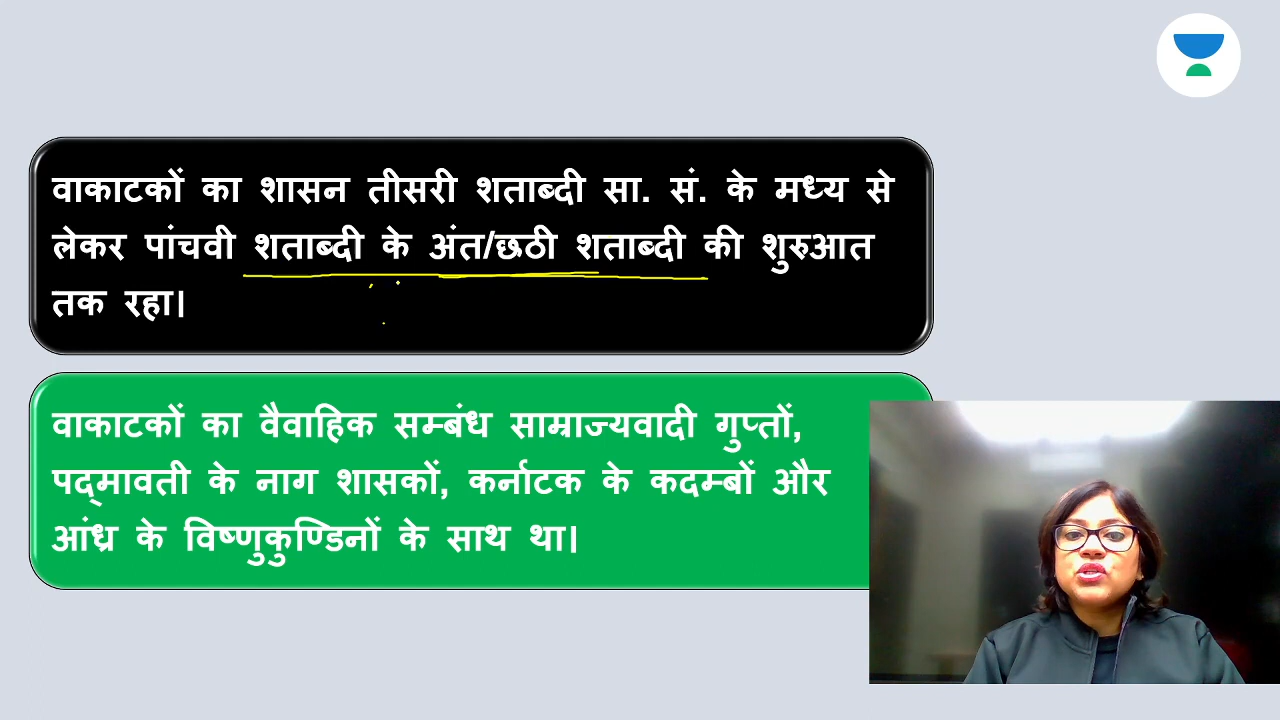 वाकाटकों का शासन तीसरी शताब्दी सा. सं. के मध्य से
लेकर पांचवी शताब्दी के अंत/छठी शताब्दी की शुरुआत
तक रहा।
वाकाटकों का वैवाहिक सम्बंध साम्राज्यवादी गुप्तों,
पद्मावती के नाग शासकों, कर्नाटक के कदम्बों और
आंध्र के विष्णुकुण्डिनों के साथ था।